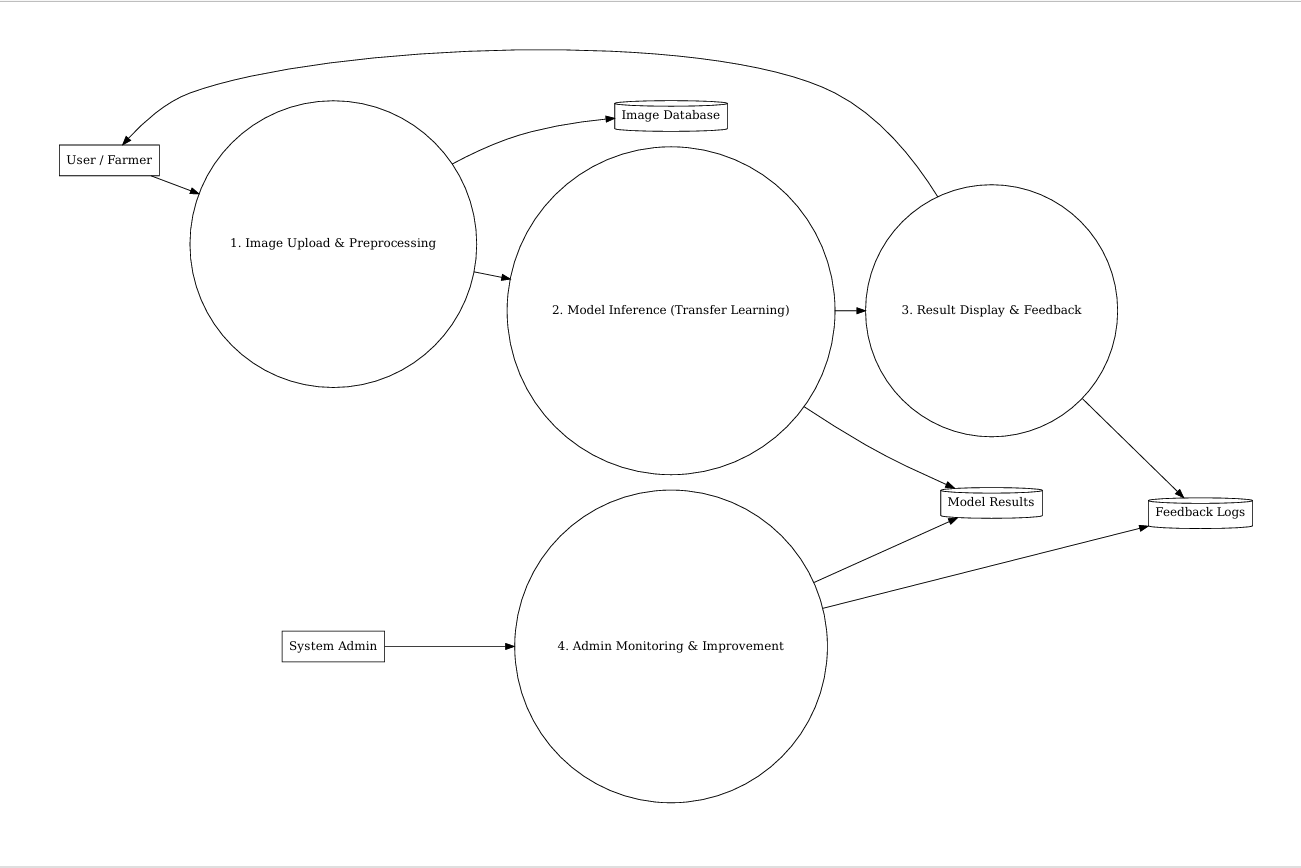 Image Database
User / Farmer
1. Image Upload & Preprocessing
2. Model Inference (Transfer Learning)
3. Result Display & Feedback
Model Results
Feedback Logs
System Admin
4. Admin Monitoring & Improvement